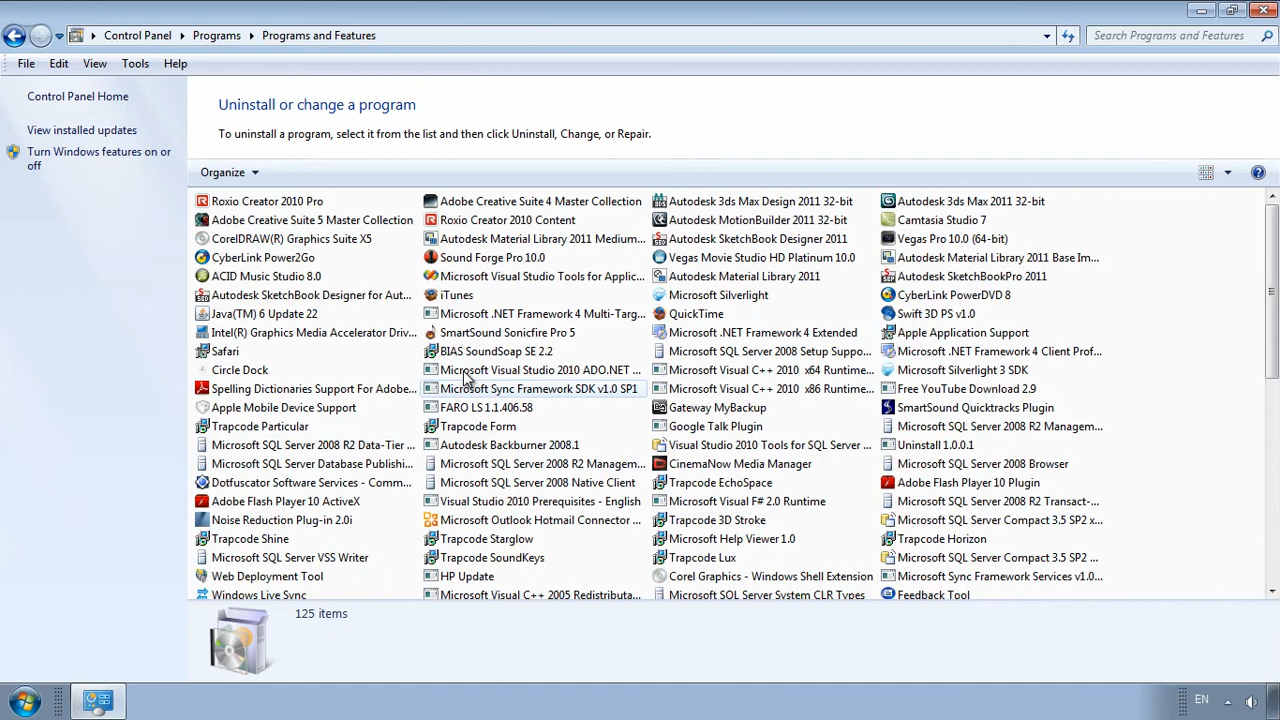 Control Panel
Programs
Programs and Features
Search Programs and Features
File Edit View Tools Help
Control Panel Home
View installed updates
Turn Windows features on or
off
Uninstall or change a program
To uninstall a program, select it from the list and then click Uninstall, Change, or Repair.
Organize
Roxio Creator 2010 Pro
Adobe Creative Suite 5 Master Collection
CorelDRAW(R) Graphics Suite X5
CyberLink Power2Go
ACID Music Studio 8.0
Autodesk SketchBook Designer for Aut...
Java(TM) 6 Update 22
Intel(R) Graphics Media Accelerator Driv...
Safari
Circle Dock
Spelling Dictionaries Support For Adobe...
Apple Mobile Device Support
Trapcode Particular
Microsoft SQL Server 2008 R2 Data-Tier ...
Microsoft SQL Server Database Publishi...
Dotfuscator Software Services - Comm...
Adobe Flash Player 10 ActiveX
Noise Reduction Plug-in 2.0i
Trapcode Shine
Microsoft SQL Server VSS Writer
Web Deployment Tool
Windows Live Sync
Adobe Creative Suite 4 Master Collection
Roxio Creator 2010 Content
Autodesk Material Library 2011 Medium...
Sound Forge Pro 10.0
Microsoft Visual Studio Tools for Applic...
iTunes
Microsoft .NET Framework 4 Multi-Targ...
SmartSound Sonicfire Pro 5
BIAS SoundSoap SE 2.2
Microsoft Visual Studio 2010 ADO.NET ...
Microsoft Sync Framework SDK v1.0 SP1
FARO LS 1.1.406.58
Trapcode Form
Autodesk Backburner 2008.1
Microsoft SQL Server 2008 R2 Managem...
Microsoft SQL Server 2008 Native Client
Visual Studio 2010 Prerequisites - English
Microsoft Outlook Hotmail Connector ...
Trapcode Starglow
Trapcode SoundKeys
HP Update
Microsoft Visual C++ 2005 Redistributa...
Autodesk 3ds Max Design 2011 32-bit
Autodesk MotionBuilder 2011 32-bit
Autodesk SketchBook Designer 2011
Vegas Movie Studio HD Platinum 10.0
Autodesk Material Library 2011
Microsoft Silverlight
QuickTime
Microsoft .NET Framework 4 Extended
Microsoft SQL Server 2008 Setup Suppo...
Microsoft Visual C++ 2010 x64 Runtime...
Microsoft Visual C++ 2010 x86 Runtime...
Gateway MyBackup
Google Talk Plugin
Visual Studio 2010 Tools for SQL Server ...
CinemaNow Media Manager
Trapcode EchoSpace
Microsoft Visual F# 2.0 Runtime
Trapcode 3D Stroke
Microsoft Help Viewer 1.0
Trapcode Lux
Corel Graphics - Windows Shell Extension
Microsoft SQL Server System CLR Types
Autodesk 3ds Max 2011 32-bit
Camtasia Studio 7
Vegas Pro 10.0 (64-bit)
Autodesk Material Library 2011 Base Im...
Autodesk SketchBookPro 2011
CyberLink PowerDVD 8
Swift 3D PS v1.0
Apple Application Support
Microsoft .NET Framework 4 Client Prof...
Microsoft Silverlight 3 SDK
Free YouTube Download 2.9
SmartSound Quicktracks Plugin
Microsoft SQL Server 2008 R2 Managem...
Uninstall 1.0.0.1
Microsoft SQL Server 2008 Browser
Adobe Flash Player 10 Plugin
Microsoft SQL Server 2008 R2 Transact-...
Microsoft SQL Server Compact 3.5 SP2 x...
Trapcode Horizon
Microsoft SQL Server Compact 3.5 SP2 ...
Microsoft Sync Framework Services v1.0...
Feedback Tool
125 items
EN